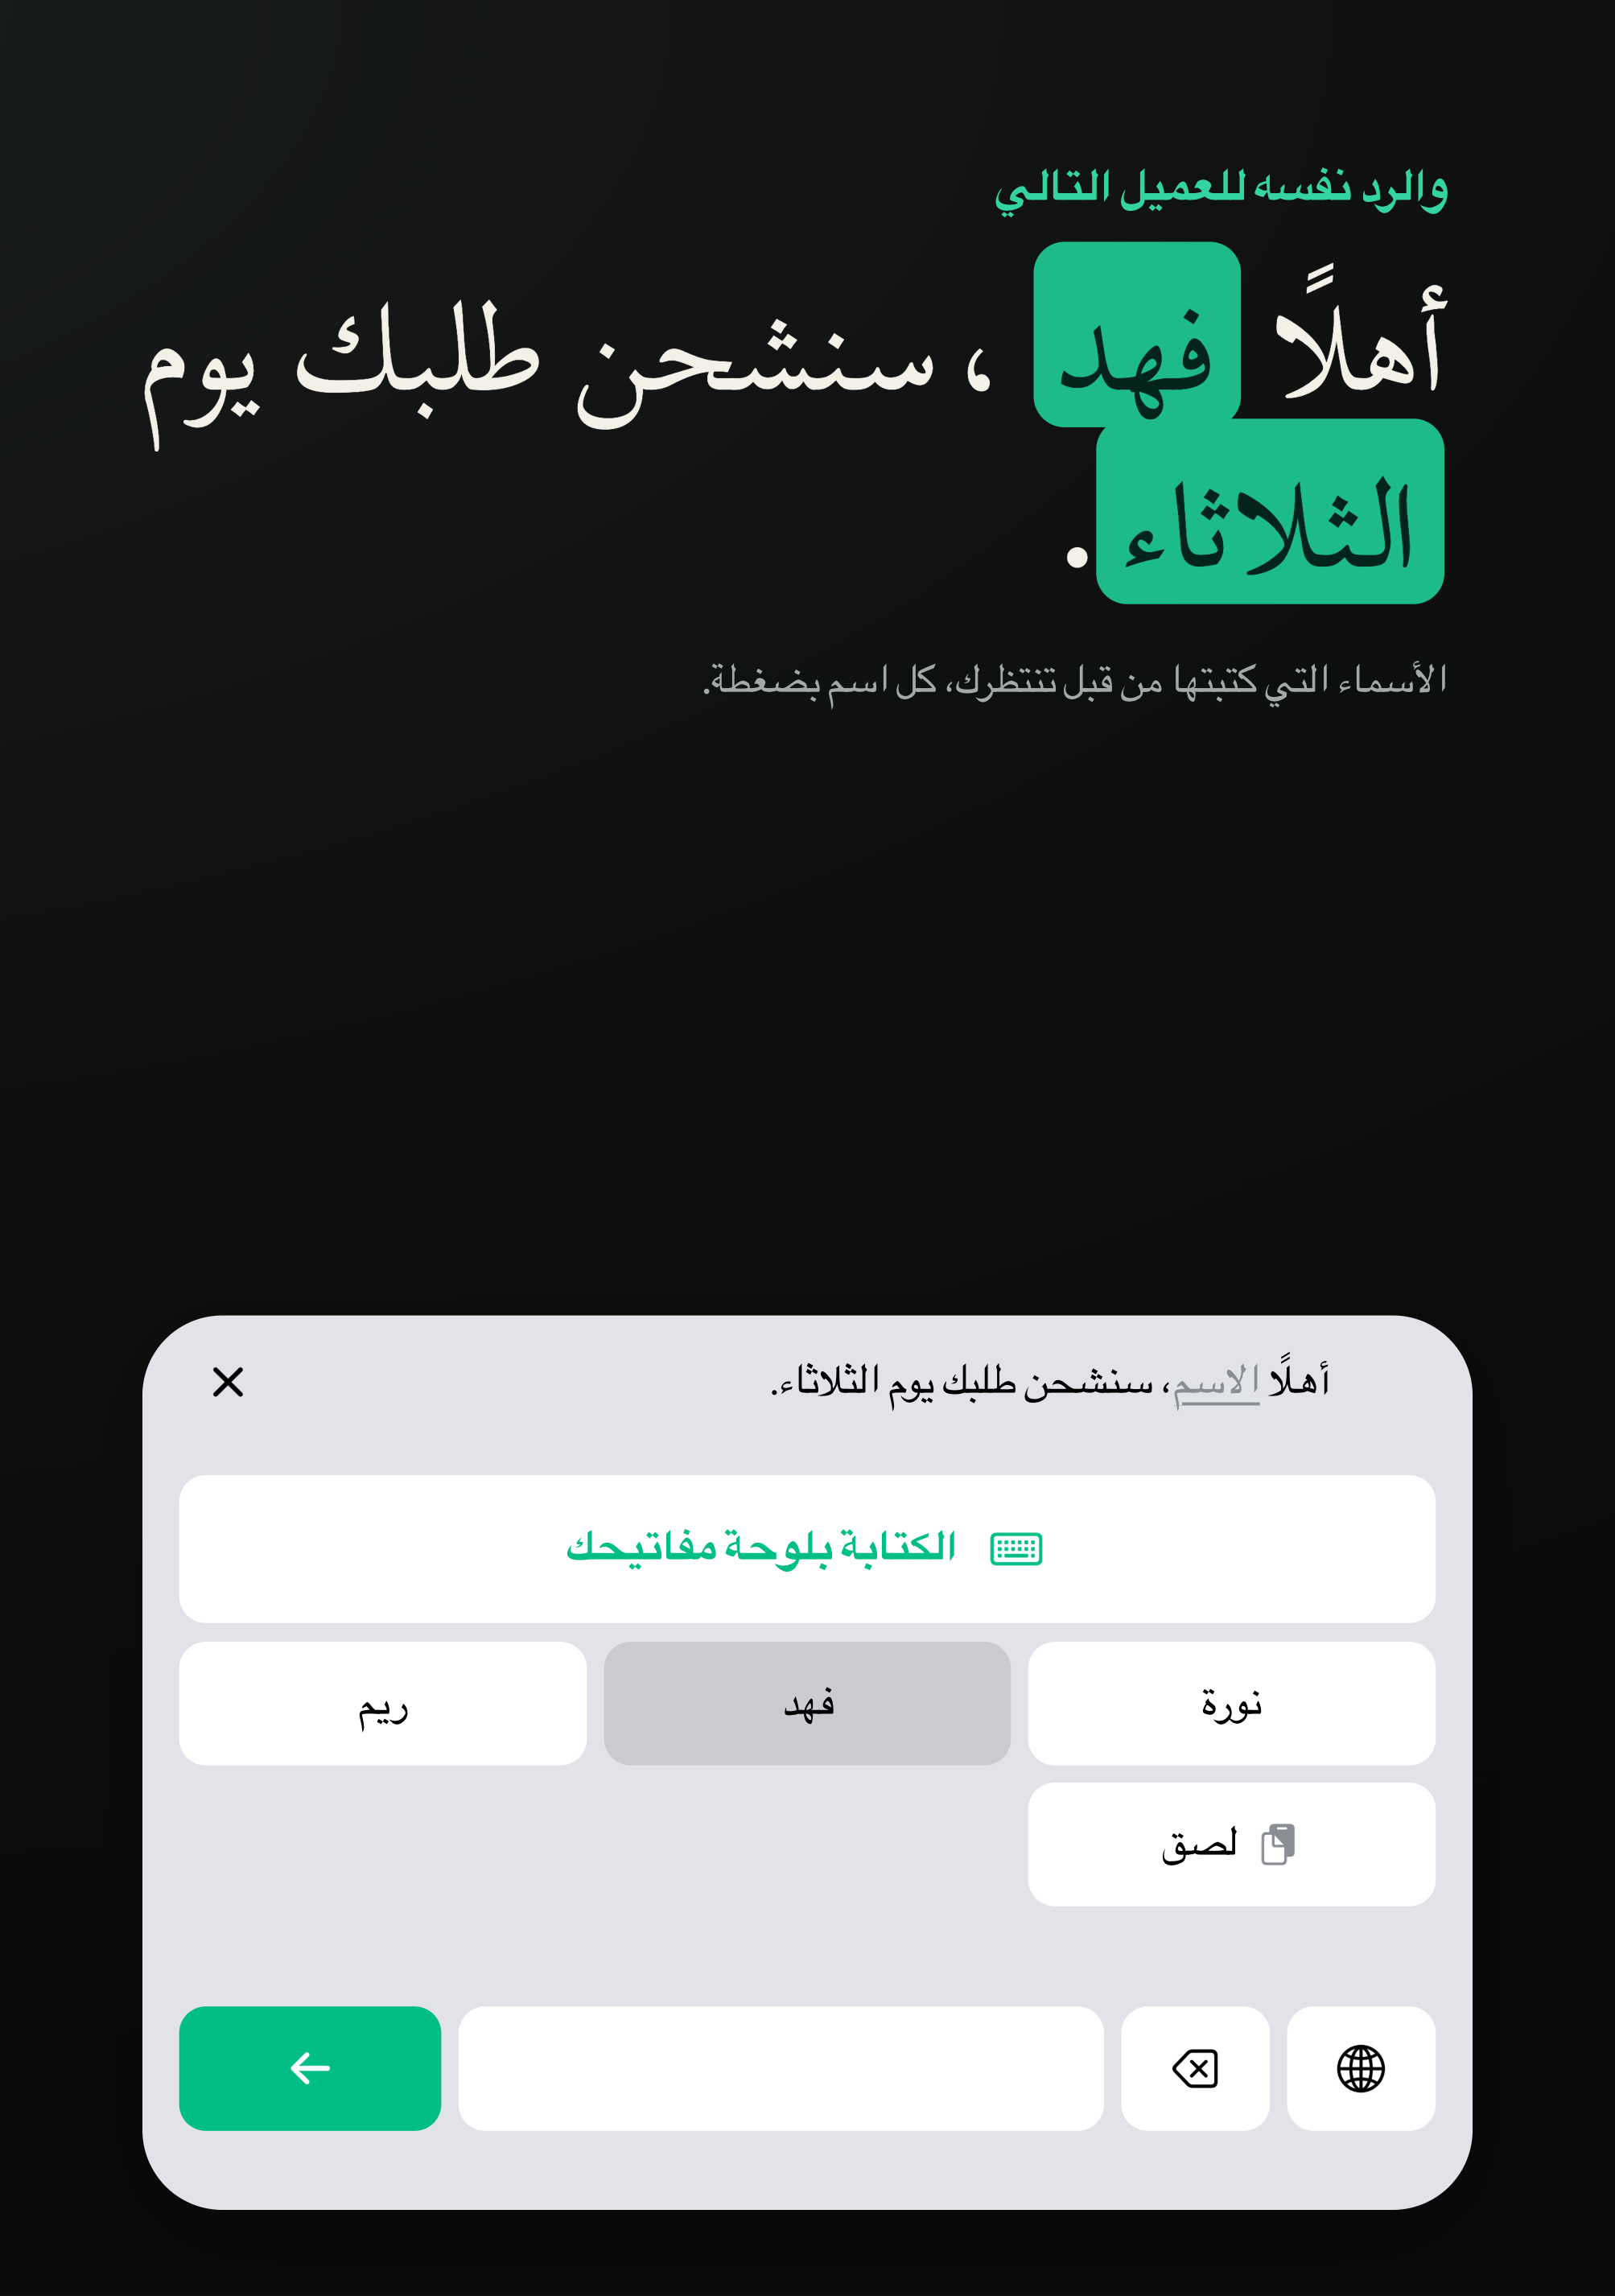 والرد نفسه للعميل التالي
أهلًا فهد، سنشحن طلبك يوم
الثلاثاء.
الأسماء التي كتبتها من قبل تنتظرك، كل اسم بضغطة.
أهلًا الاسم، سنشحن طلبك يوم الثلاثاء.
الكتابة بلوحة مفاتيحك
نورة
فهد
ريم
لصق